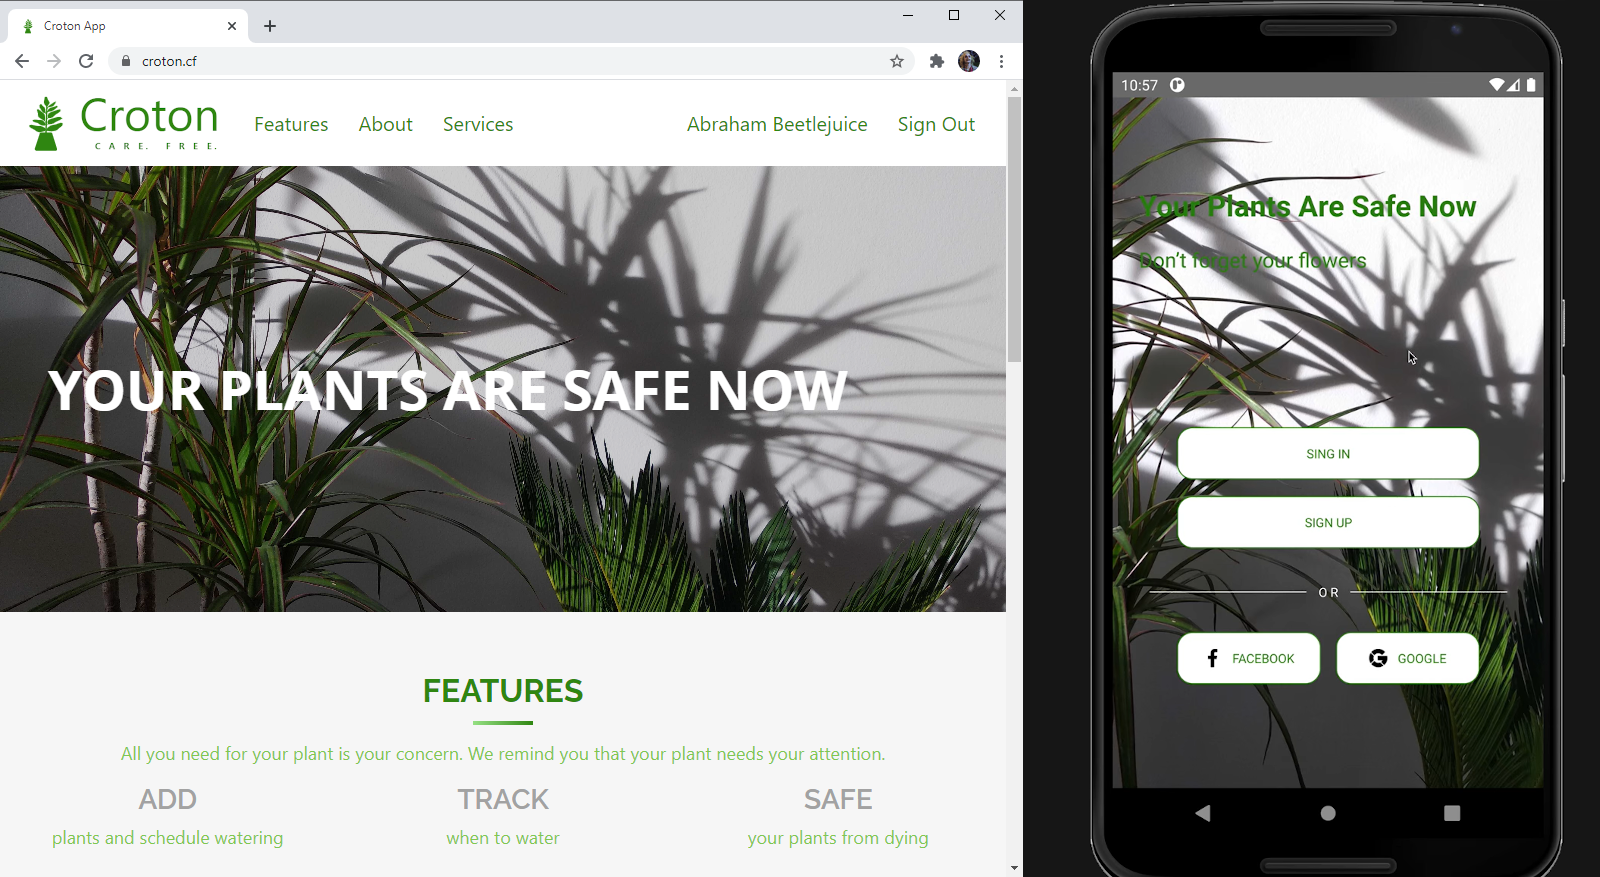 Croton App
croton.cf
Croton
CARE. FREE.
Features
About
Services
Abraham Beetlejuice
Sign Out
YOUR PLANTS ARE SAFE NOW
FEATURES
All you need for your plant is your concern. We remind you that your plant needs your attention.
ADD
plants and schedule watering
TRACK
when to water
SAFE
your plants from dying
10:57
Your Plants Are Safe Now
Don't forget your flowers
SING IN
SIGN UP
OR
FACEBOOK
GOOGLE